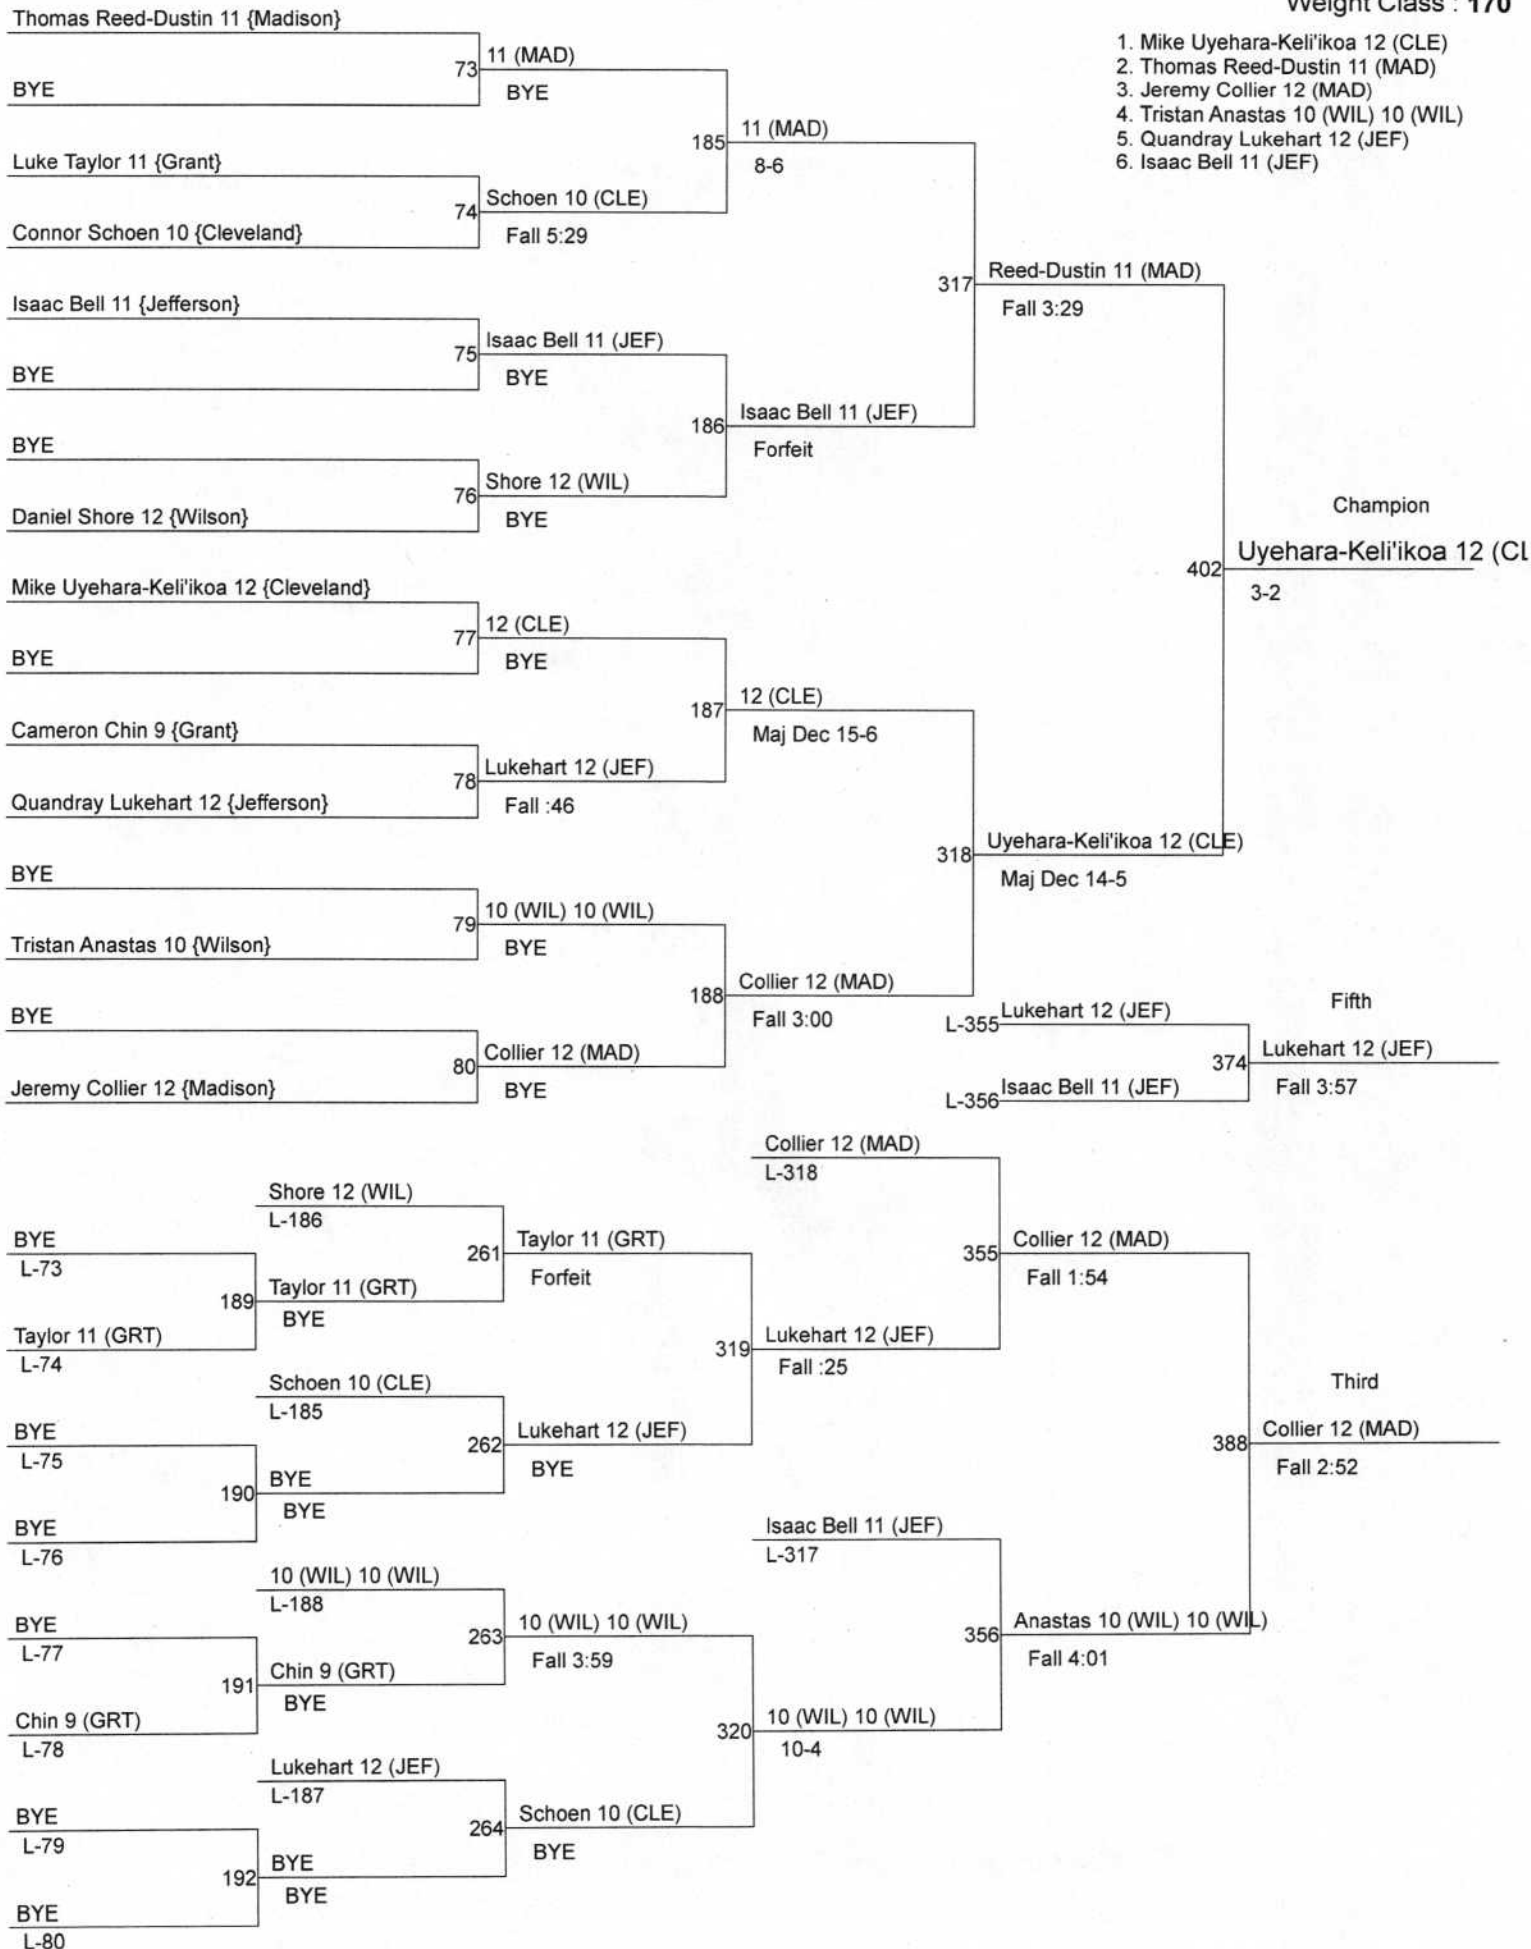 Weight Class : 170
1. Mike Uyehara-Keli'ikoa 12 (CLE)
2. Thomas Reed-Dustin 11 (MAD)
3. Jeremy Collier 12 (MAD)
4. Tristan Anastas 10 (WIL) 10 (WIL)
5. Quandray Lukehart 12 (JEF)
6. Isaac Bell 11 (JEF)
Thomas Reed-Dustin 11 {Madison}
73 11 (MAD)
BYE
BYE
185 11 (MAD)
8-6
Luke Taylor 11 {Grant}
74 Schoen 10 (CLE)
Connor Schoen 10 {Cleveland}
Fall 5:29
317 Reed-Dustin 11 (MAD)
Fall 3:29
Isaac Bell 11 {Jefferson}
75 Isaac Bell 11 (JEF)
BYE
BYE
186 Isaac Bell 11 (JEF)
Forfeit
BYE
76 Shore 12 (WIL)
Daniel Shore 12 {Wilson}
BYE
Champion
402 Uyehara-Keli'ikoa 12 (CL
3-2
Mike Uyehara-Keli'ikoa 12 {Cleveland}
77 12 (CLE)
BYE
BYE
187 12 (CLE)
Maj Dec 15-6
Cameron Chin 9 {Grant}
78 Lukehart 12 (JEF)
Quandray Lukehart 12 {Jefferson}
Fall :46
318 Uyehara-Keli'ikoa 12 (CLE)
Maj Dec 14-5
BYE
79 10 (WIL) 10 (WIL)
Tristan Anastas 10 {Wilson}
BYE
188 Collier 12 (MAD)
Fall 3:00
BYE
80 Collier 12 (MAD)
Jeremy Collier 12 {Madison}
BYE
Fifth
L-355 Lukehart 12 (JEF)
374 Lukehart 12 (JEF)
L-356 Isaac Bell 11 (JEF)
Fall 3:57
Collier 12 (MAD)
L-318
Shore 12 (WIL)
L-186
BYE
L-73
261 Taylor 11 (GRT)
Forfeit
355 Collier 12 (MAD)
Fall 1:54
189 Taylor 11 (GRT)
BYE
Taylor 11 (GRT)
L-74
319 Lukehart 12 (JEF)
Fall :25
Schoen 10 (CLE)
L-185
BYE
L-75
262 Lukehart 12 (JEF)
BYE
Third
388 Collier 12 (MAD)
Fall 2:52
190 BYE
BYE
BYE
L-76
Isaac Bell 11 (JEF)
L-317
10 (WIL) 10 (WIL)
L-188
BYE
L-77
263 10 (WIL) 10 (WIL)
Fall 3:59
356 Anastas 10 (WIL) 10 (WIL)
Fall 4:01
191 Chin 9 (GRT)
BYE
Chin 9 (GRT)
L-78
320 10 (WIL) 10 (WIL)
10-4
Lukehart 12 (JEF)
L-187
BYE
L-79
264 Schoen 10 (CLE)
BYE
192 BYE
BYE
BYE
L-80